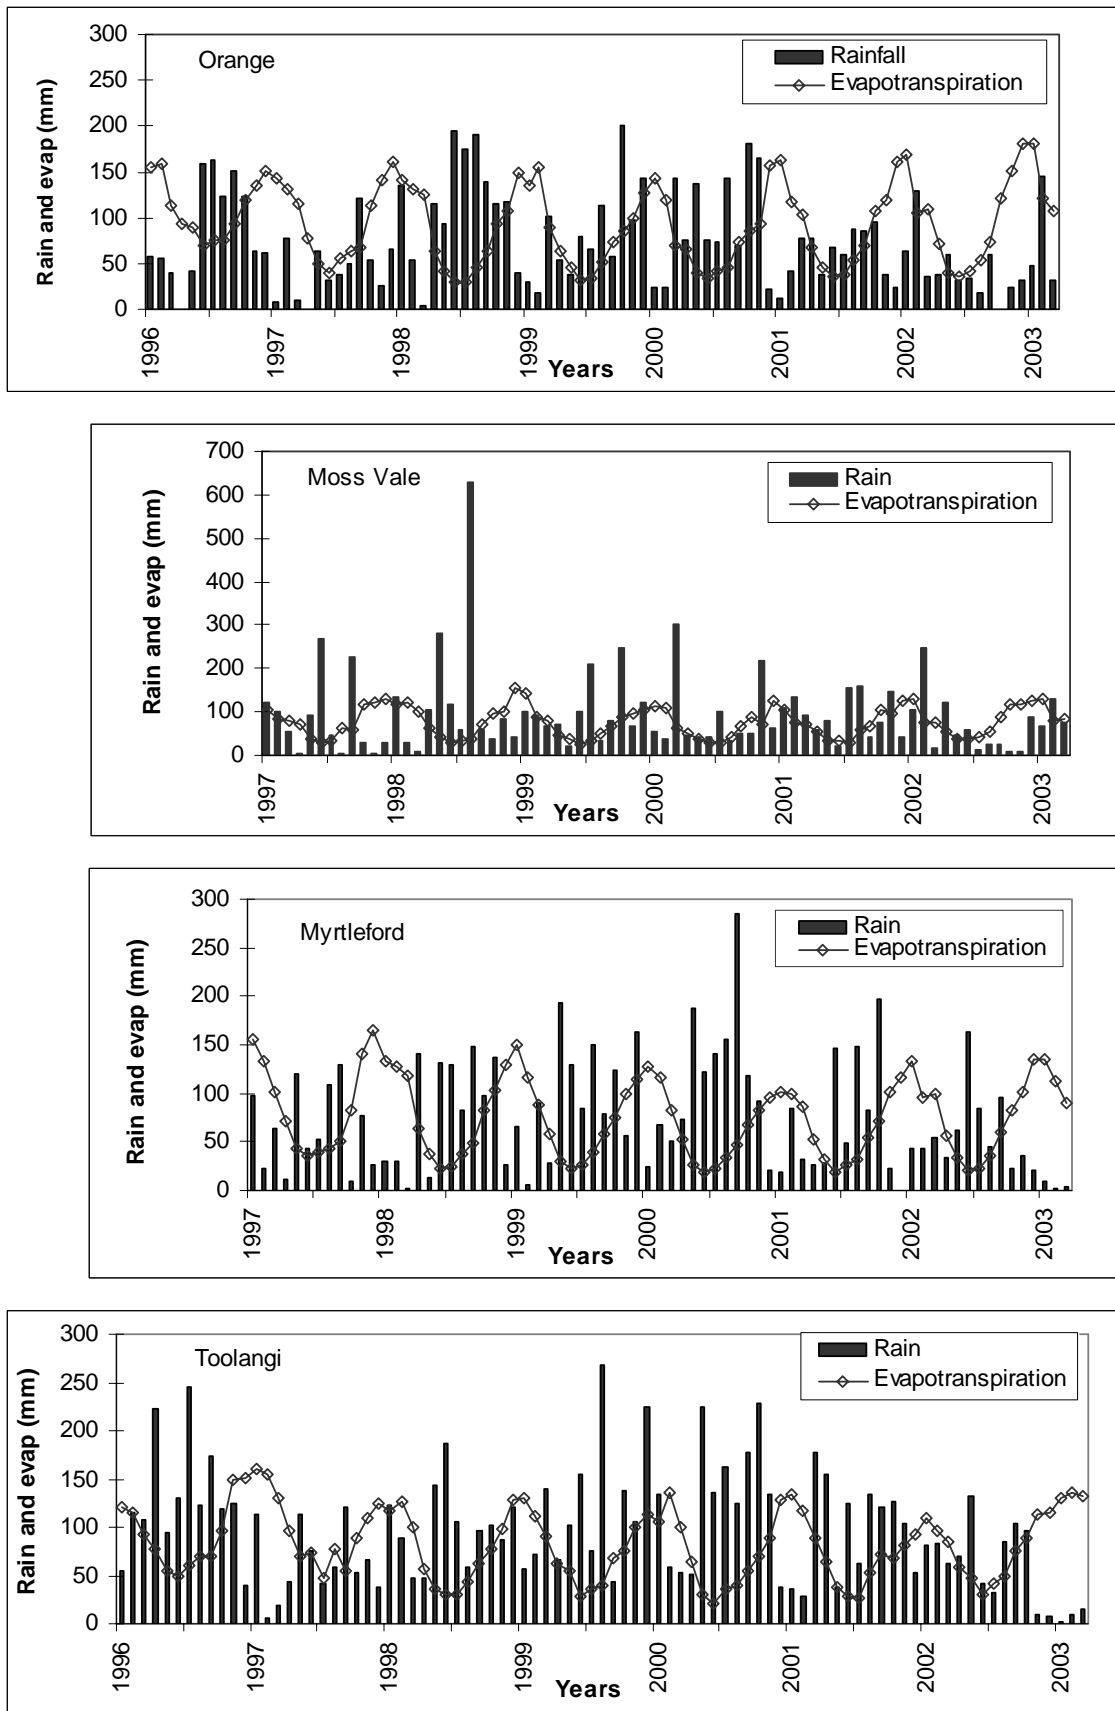 Orange
Rainfall
Evapotranspiration
Rain and evap (mm)
300
250
200
150
100
50
0
1996
1997
1998
1999
2000
2001
2002
2003
Years
Moss Vale
Rain
Evapotranspiration
Rain and evap (mm)
700
600
500
400
300
200
100
0
1997
1998
1999
2000
2001
2002
2003
Years
Myrtleford
Rain
Evapotranspiration
Rain and evap (mm)
300
250
200
150
100
50
0
1997
1998
1999
2000
2001
2002
2003
Years
Toolangi
Rain
Evapotranspiration
Rain and evap (mm)
300
250
200
150
100
50
0
1996
1997
1998
1999
2000
2001
2002
2003
Years